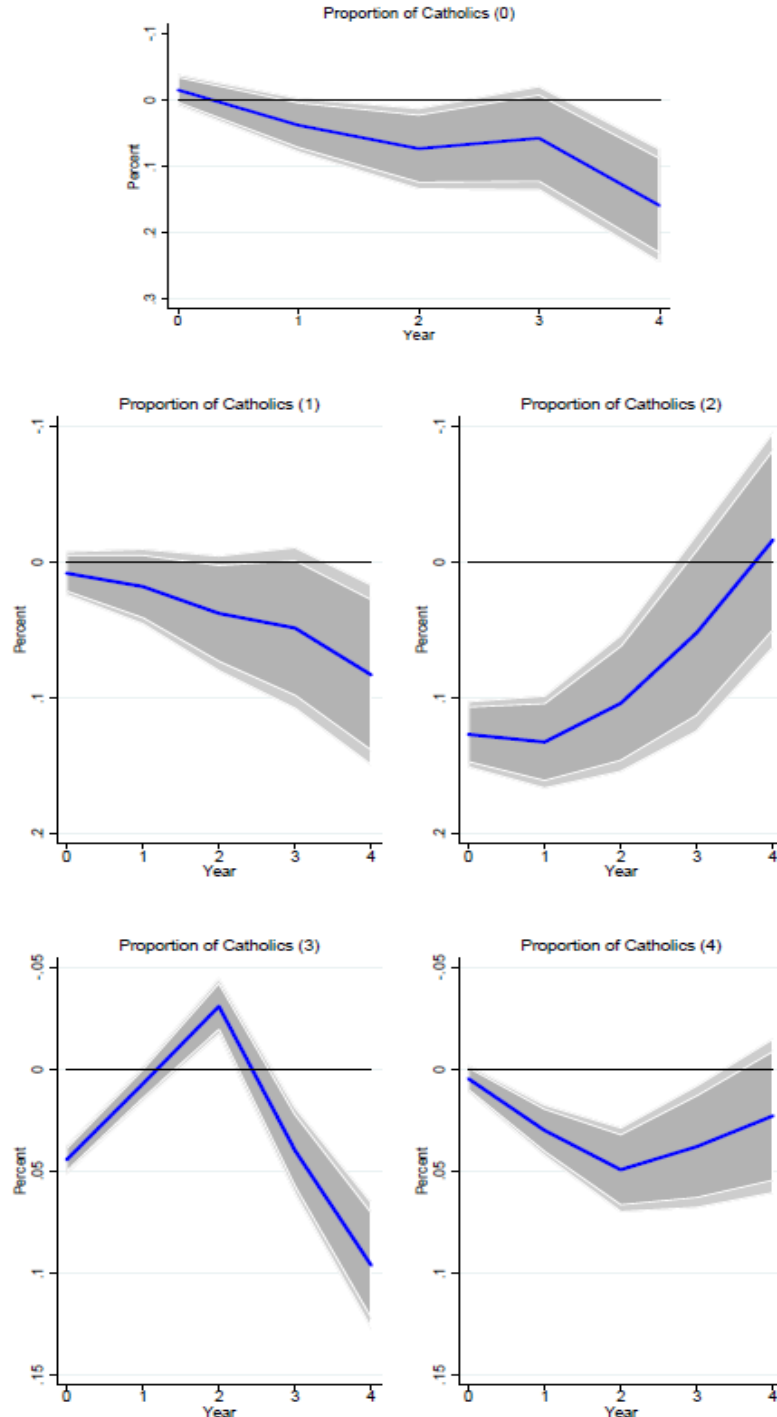 Proportion of Catholics (0)
-.1
0
.1
.2
.3
Percent
0 1 2 3 4
Year
Proportion of Catholics (1)
-.1
0
.1
.2
Percent
0 1 2 3 4
Year
Proportion of Catholics (2)
-.1
0
.1
.2
Percent
0 1 2 3 4
Year
Proportion of Catholics (3)
-.05
0
.05
.1
.15
Percent
0 1 2 3 4
Year
Proportion of Catholics (4)
-.05
0
.05
.1
.15
Percent
0 1 2 3 4
Year